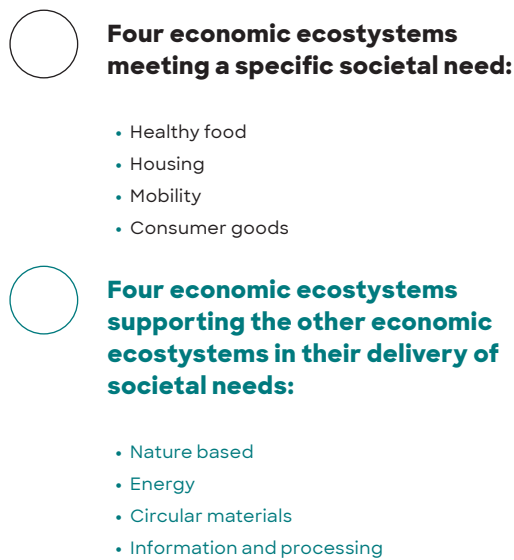 Four economic ecostystems
meeting a specific societal need:
• Healthy food
• Housing
• Mobility
• Consumer goods
Four economic ecostystems
supporting the other economic
ecostystems in their delivery of
societal needs:
• Nature based
• Energy
• Circular materials
• Information and processing